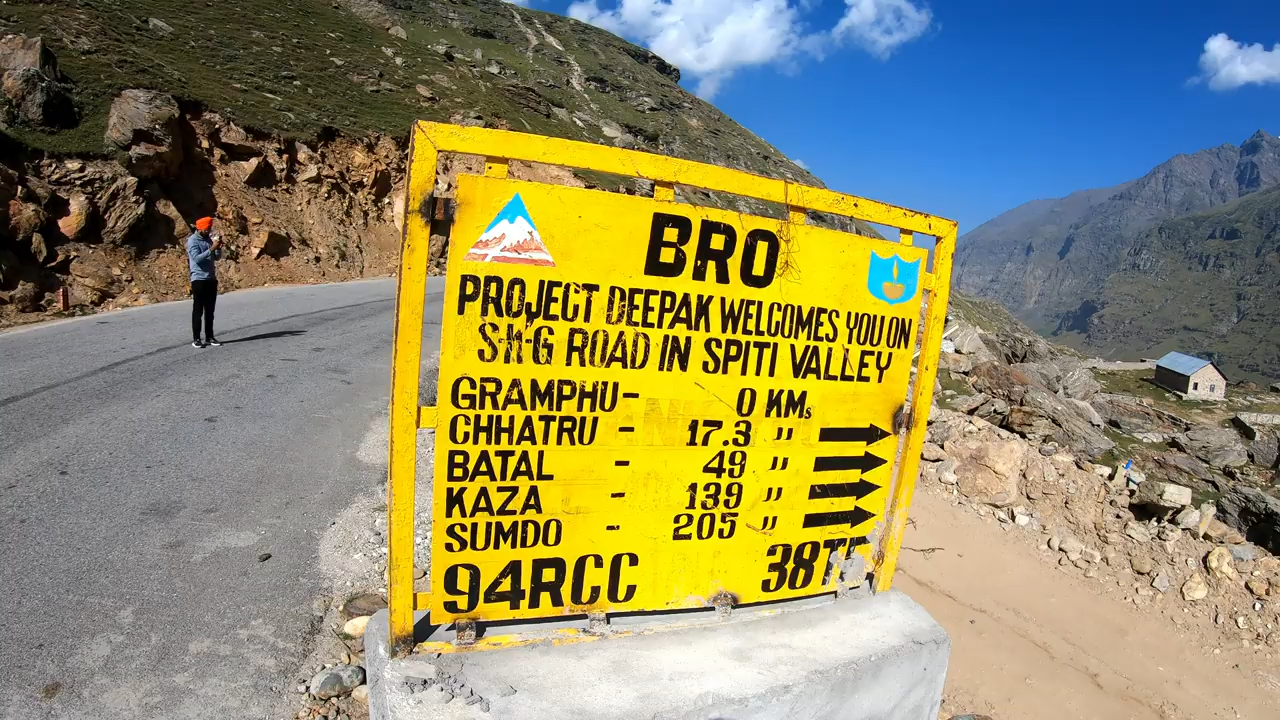 BRO
PROJECT DEEPAK WELCOMES YOU ON
S-K-G ROAD IN SPITI VALLEY
GRAMPHU - 0 KMs
CHHATRU - 17.3 "
BATAL - 49 "
KAZA - 139 "
SUMDO - 205 "
94RCC 38TF